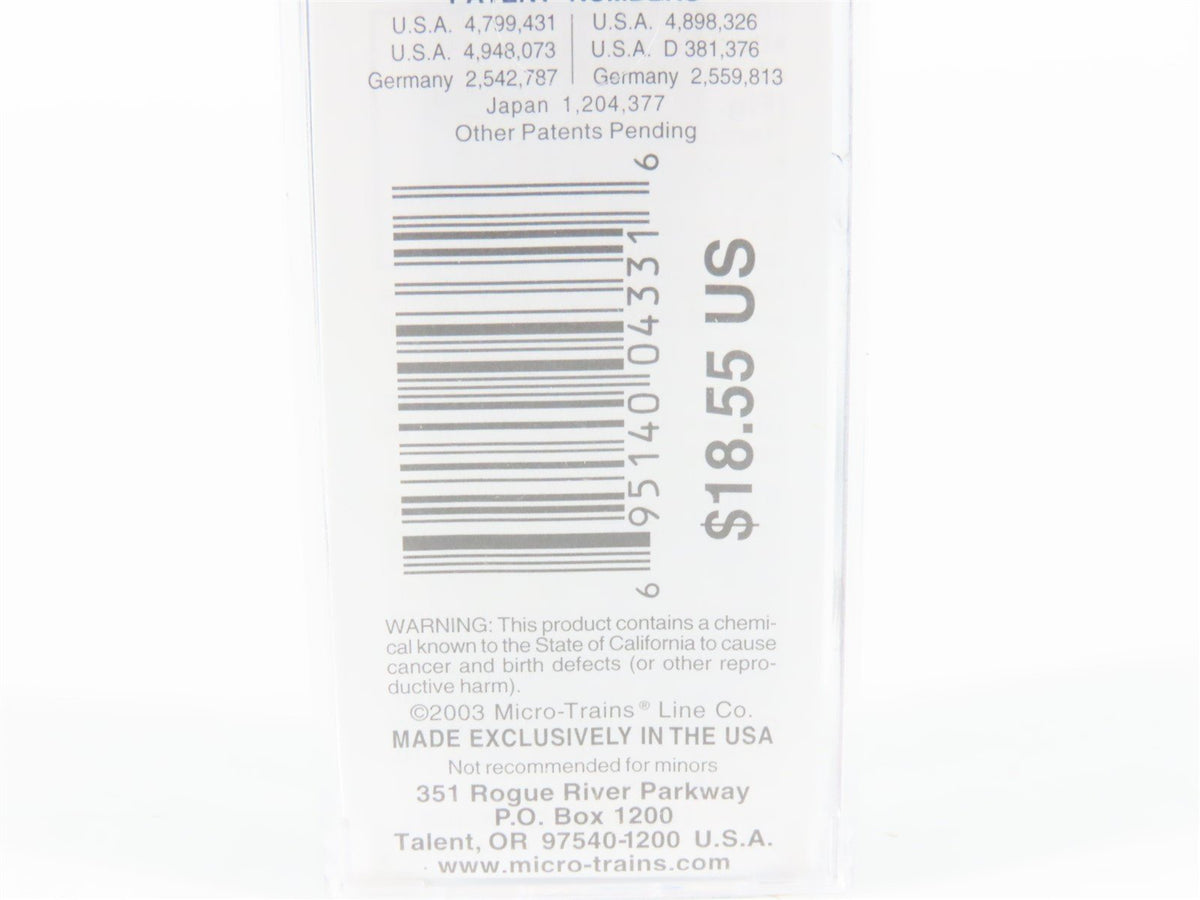 PATENT NUMBERS
U.S.A. 4,799,431 U.S.A. 4,898,326
U.S.A. 4,948,073 U.S.A. D 381,376
Germany 2,542,787 Germany 2,559,813
Japan 1,204,377
Other Patents Pending
6 95140 04331 6
$18.55 US
WARNING: This product contains a chemi-
cal known to the State of California to cause
cancer and birth defects (or other repro-
ductive harm).
©2003 Micro-Trains® Line Co.
MADE EXCLUSIVELY IN THE USA
Not recommended for minors
351 Rogue River Parkway
P.O. Box 1200
Talent, OR 97540-1200 U.S.A.
www.micro-trains.com